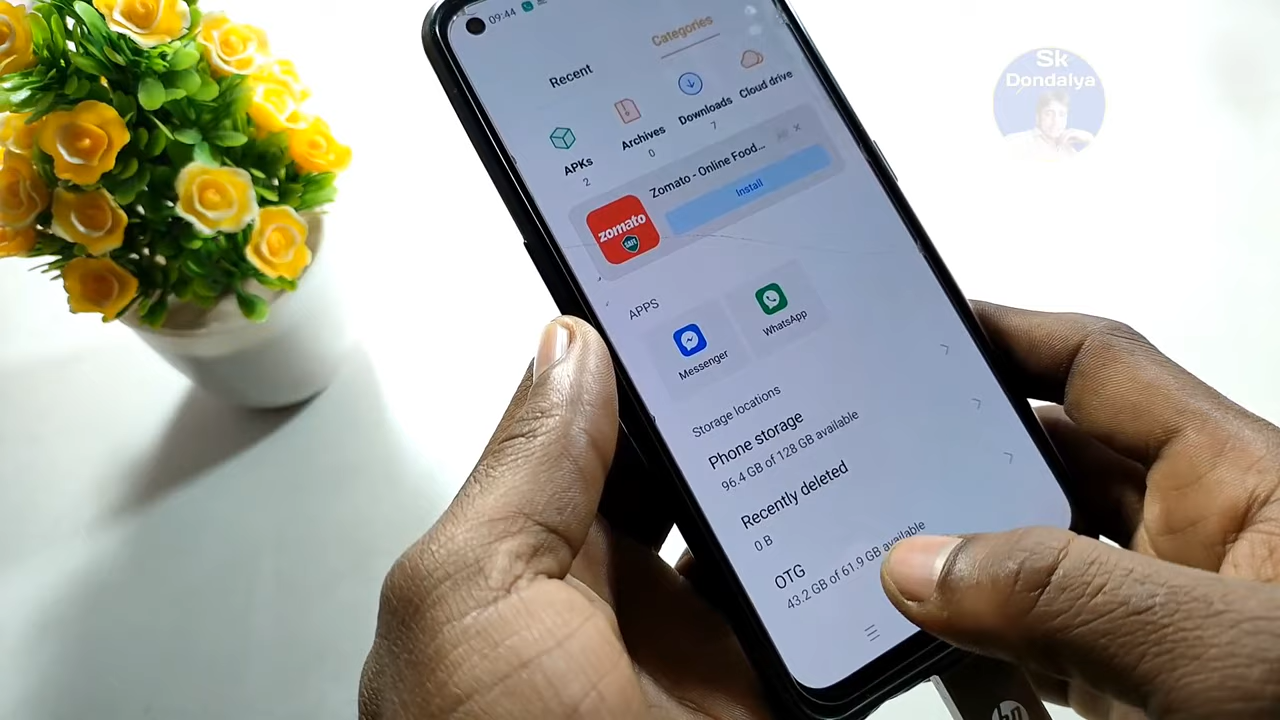 09:44
Recent
Categories
APKs
2
Archives
0
Downloads
7
Cloud drive
Zomato - Online Food...
Install
zomato
SAFE
APPS
Messenger
WhatsApp
Storage locations
Phone storage
96.4 GB of 128 GB available
Recently deleted
0 B
OTG
43.2 GB of 61.9 GB available
hp
Sk
Dondalya